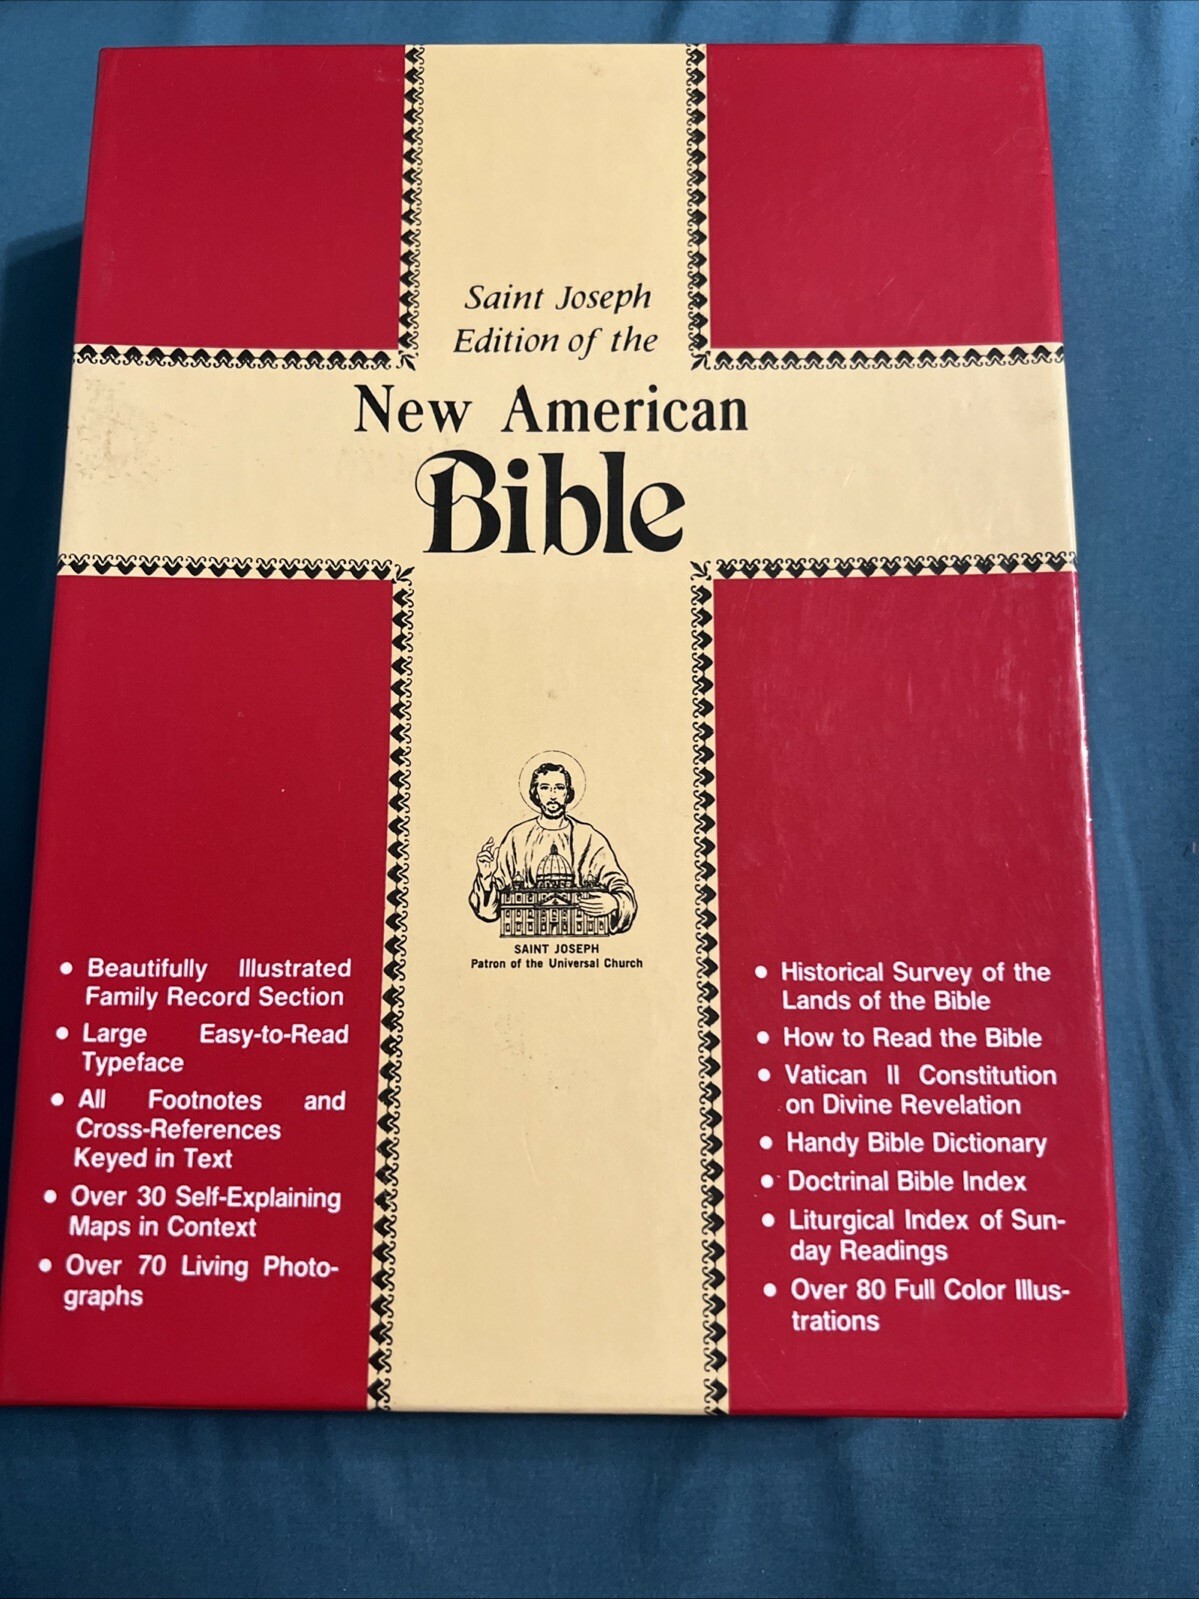 Saint Joseph
Edition of the
New American
Bible
SAINT JOSEPH
Patron of the Universal Church
• Beautifully Illustrated
Family Record Section
• Large Easy-to-Read
Typeface
• All Footnotes and
Cross-References
Keyed in Text
• Over 30 Self-Explaining
Maps in Context
• Over 70 Living Photo-
graphs
• Historical Survey of the
Lands of the Bible
• How to Read the Bible
• Vatican II Constitution
on Divine Revelation
• Handy Bible Dictionary
• Doctrinal Bible Index
• Liturgical Index of Sun-
day Readings
• Over 80 Full Color Illus-
trations